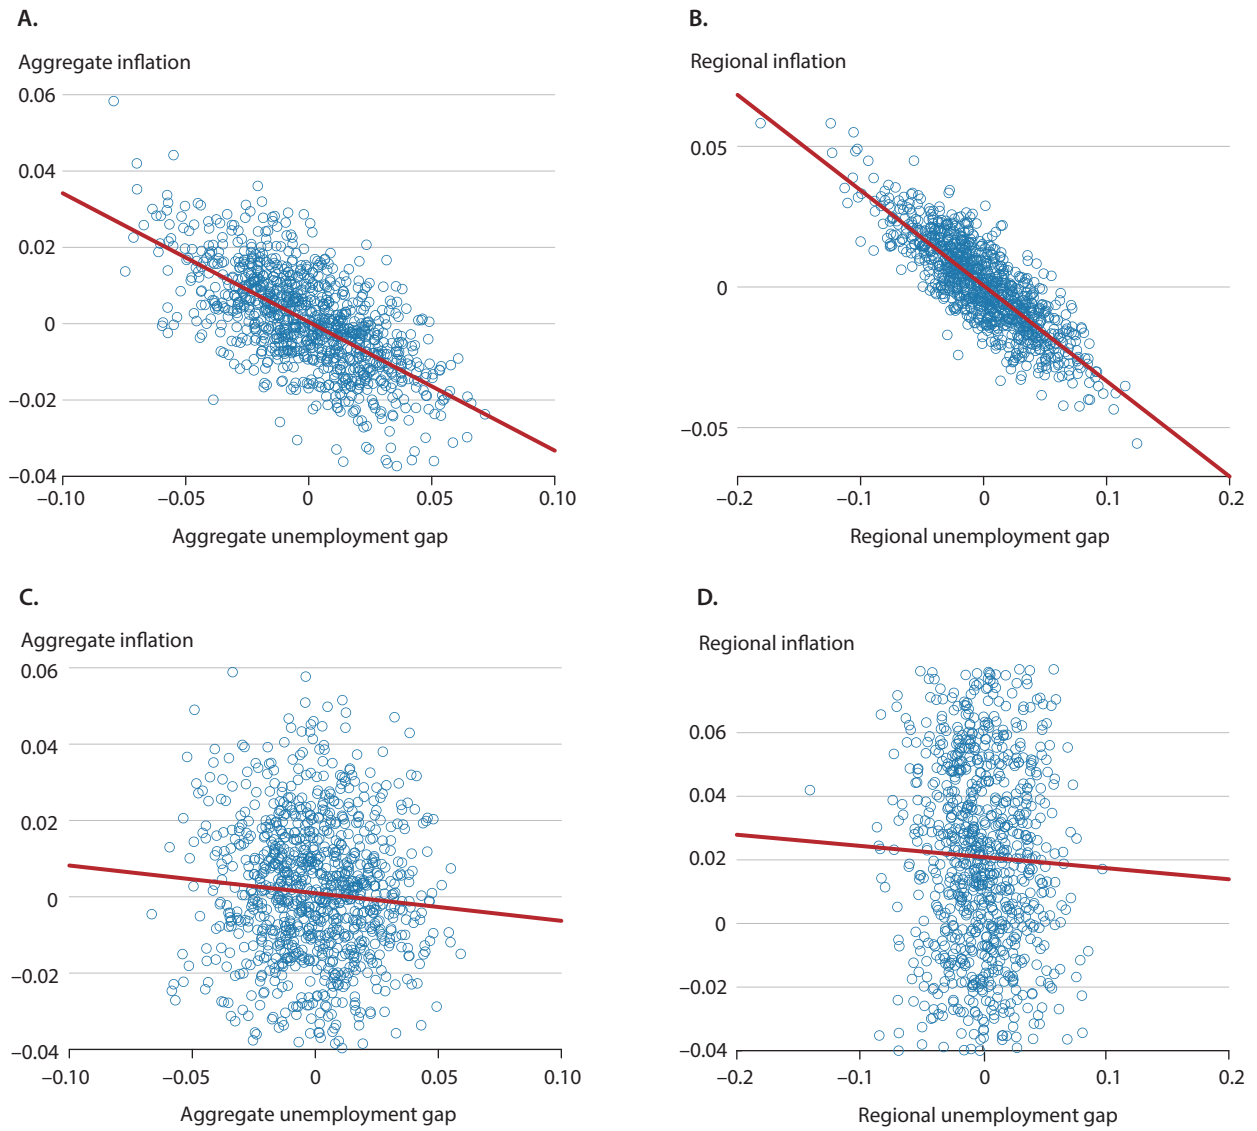 A.
Aggregate inflation
0.06
0.04
0.02
0
−0.02
−0.04
−0.10 −0.05 0 0.05 0.10
Aggregate unemployment gap
B.
Regional inflation
0.05
0
−0.05
−0.2 −0.1 0 0.1 0.2
Regional unemployment gap
C.
Aggregate inflation
0.06
0.04
0.02
0
−0.02
−0.04
−0.10 −0.05 0 0.05 0.10
Aggregate unemployment gap
D.
Regional inflation
0.06
0.04
0.02
0
−0.02
−0.04
−0.2 −0.1 0 0.1 0.2
Regional unemployment gap